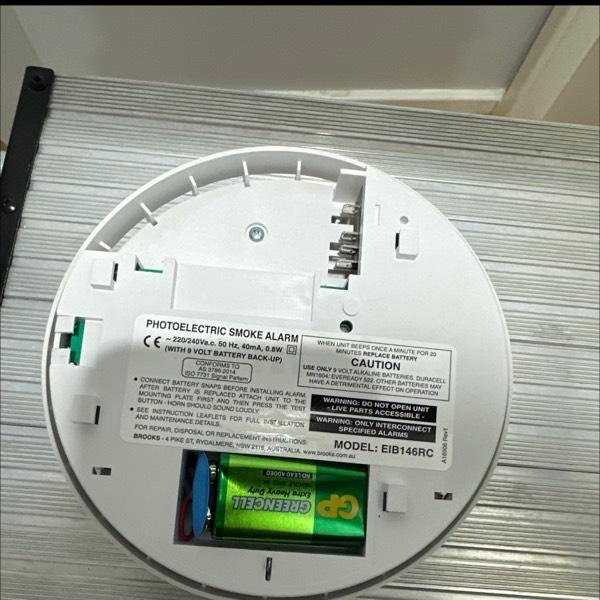 PHOTOELECTRIC SMOKE ALARM
CE ~ 220/240Va.c. 50 Hz, 40mA, 0.8W
(WITH 9 VOLT BATTERY BACK-UP)
CONFORMS TO
AS 3786:2014
ISO 7731 Signal Pattern
• CONNECT BATTERY SNAPS BEFORE INSTALLING ALARM.
AFTER BATTERY IS REPLACED ATTACH UNIT TO THE
MOUNTING PLATE FIRST AND THEN PRESS THE TEST
BUTTON - HORN SHOULD SOUND LOUDLY.
• SEE INSTRUCTION LEAFLETS FOR FULL INSTALLATION
AND MAINTENANCE DETAILS.
FOR REPAIR, DISPOSAL OR REPLACEMENT INSTRUCTIONS.
BROOKS - 4 PIKE ST, RYDALMERE, NSW 2116, AUSTRALIA. www.brooks.com.au
WHEN UNIT BEEPS ONCE A MINUTE FOR 20
MINUTES REPLACE BATTERY
CAUTION
USE ONLY 9 VOLT ALKALINE BATTERIES. DURACELL
MN1604; EVEREADY 522. OTHER BATTERIES MAY
HAVE A DETRIMENTAL EFFECT ON OPERATION
WARNING: DO NOT OPEN UNIT
- LIVE PARTS ACCESSIBLE -
WARNING: ONLY INTERCONNECT
SPECIFIED ALARMS
MODEL: EIB146RC
A16906 Rev1
GP
GREENCELL
Extra Heavy Duty
NO LEAD ADDED